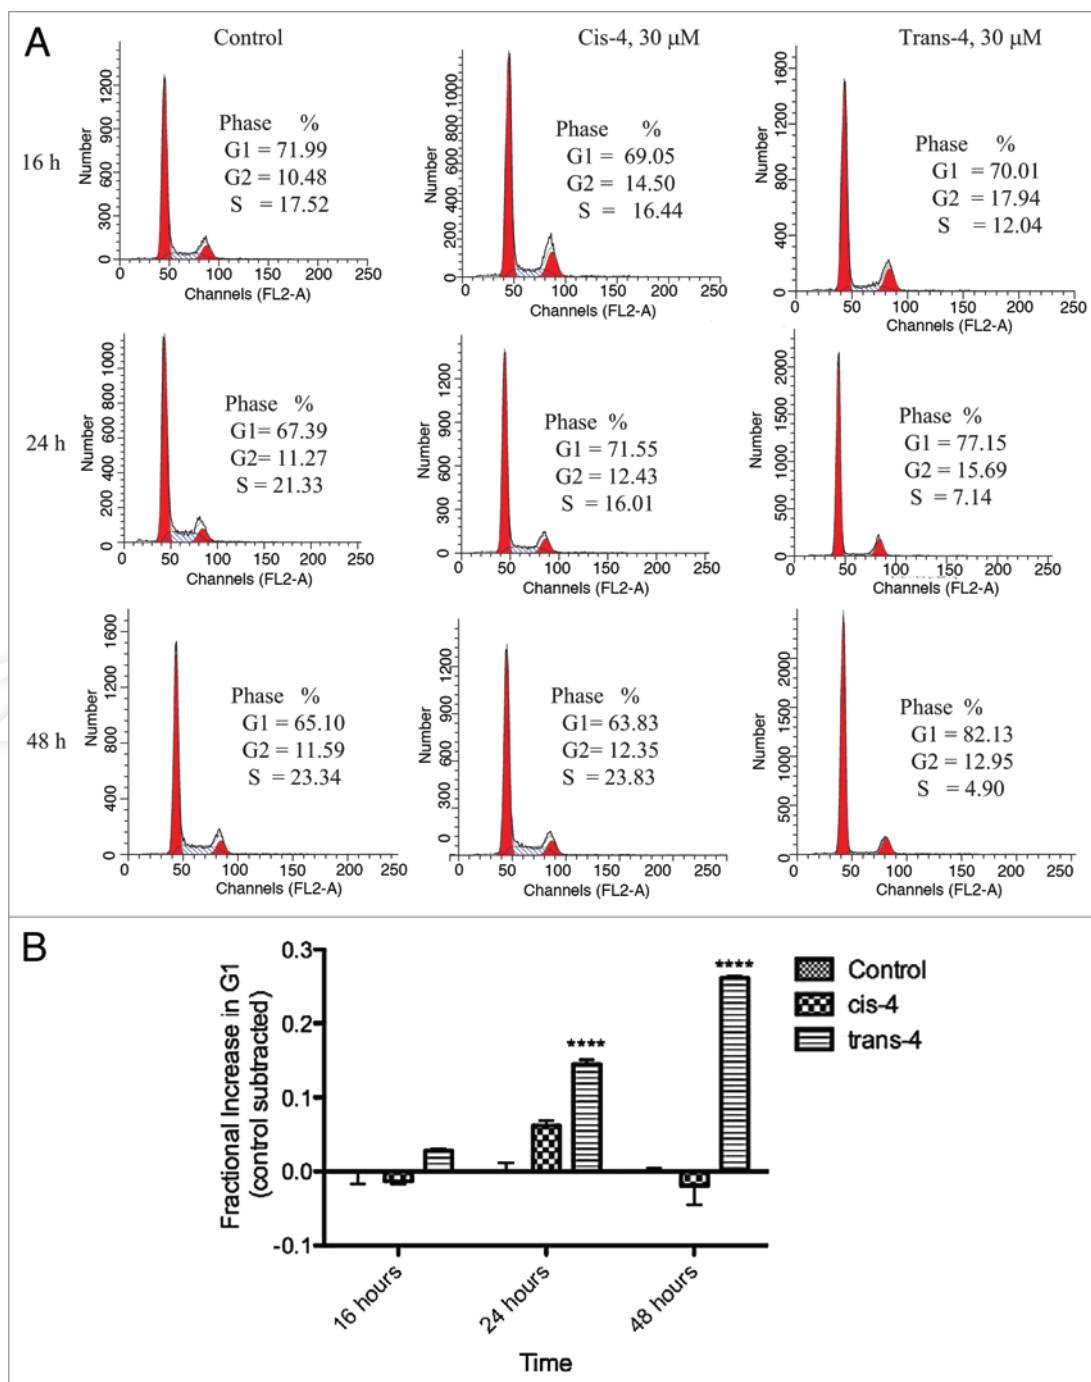 A
Control
Cis-4, 30 μM
Trans-4, 30 μM
16 h
Number
0 300 600 900 1200
Phase %
G1 = 71.99
G2 = 10.48
S = 17.52
0 50 100 150 200 250
Channels (FL2-A)
Number
0 200 400 600 800 1000
Phase %
G1 = 69.05
G2 = 14.50
S = 16.44
0 50 100 150 200 250
Channels (FL2-A)
Number
0 400 800 1200 1600
Phase %
G1 = 70.01
G2 = 17.94
S = 12.04
0 50 100 150 200 250
Channels (FL2-A)
24 h
Number
0 200 400 600 800 1000
Phase %
G1= 67.39
G2= 11.27
S = 21.33
0 50 100 150 200 250
Channels (FL2-A)
Number
0 300 600 900 1200
Phase %
G1 = 71.55
G2 = 12.43
S = 16.01
0 50 100 150 200 250
Channels (FL2-A)
Number
0 500 1000 1500 2000
Phase %
G1 = 77.15
G2 = 15.69
S = 7.14
0 50 100 150 200 250
Channels (FL2-A)
48 h
Number
0 400 800 1200 1600
Phase %
G1 = 65.10
G2 = 11.59
S = 23.34
0 50 100 150 200 250
Channels (FL2-A)
Number
0 300 600 900 1200
Phase %
G1= 63.83
G2= 12.35
S = 23.83
0 50 100 150 200 250
Channels (FL2-A)
Number
0 500 1000 1500 2000
Phase %
G1 = 82.13
G2 = 12.95
S = 4.90
0 50 100 150 200 250
Channels (FL2-A)
B
Fractional Increase in G1
(control subtracted)
0.3
0.2
0.1
0.0
-0.1
****
****
Control
cis-4
trans-4
16 hours
24 hours
48 hours
Time